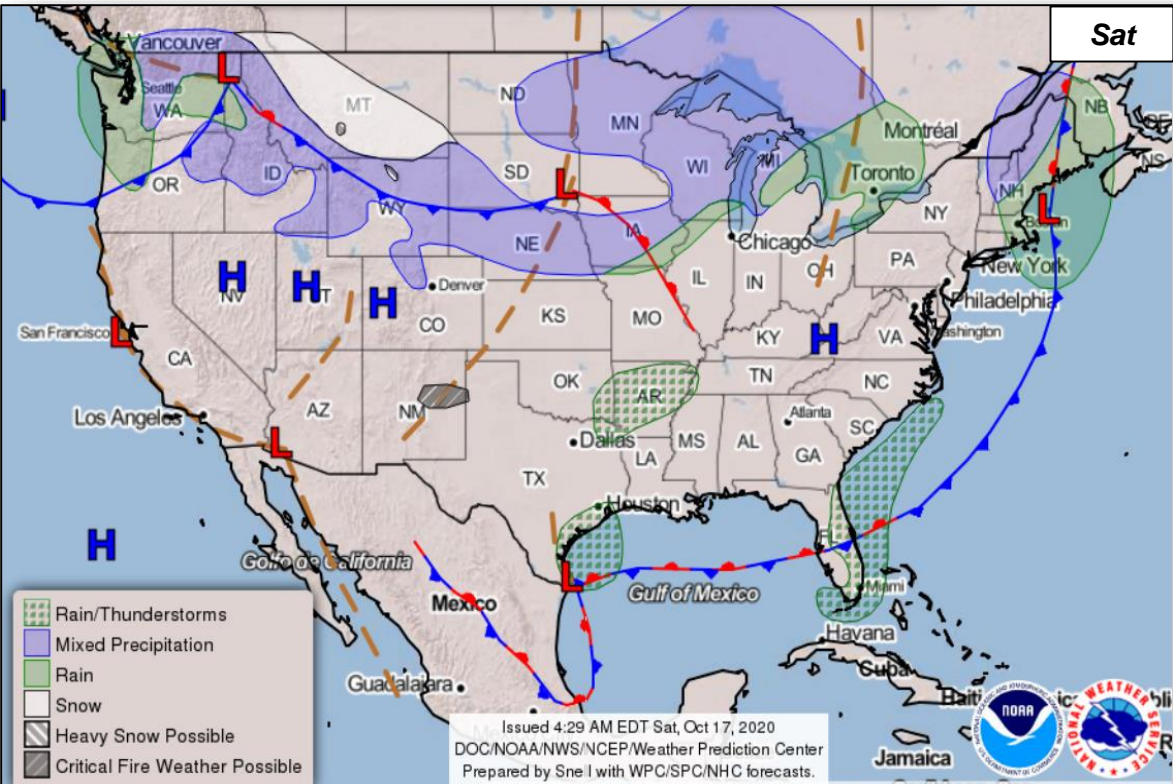 Sat
Vancouver
Seattle
WA
MT
ND
MN
OR
ID
SD
WI
MI
Montréal
NB
Toronto
NS
WY
NE
IA
NH
NY
Chicago
NV
Denver
IL
IN
OH
PA
New York
Philadelphia
San Francisco
CA
CO
KS
MO
KY
VA
Los Angeles
AZ
NM
OK
AR
TN
NC
Dallas
LA
MS
AL
Atlanta
GA
SC
TX
Houston
FL
Golfo de California
Mexico
Gulf of Mexico
Miami
Havana
Cuba
Guadalajara
Jamaica
H
H
H
H
H
L
L
L
L
L
L
Rain/Thunderstorms
Mixed Precipitation
Rain
Snow
Heavy Snow Possible
Critical Fire Weather Possible
Issued 4:29 AM EDT Sat, Oct 17, 2020
DOC/NOAA/NWS/NCEP/Weather Prediction Center
Prepared by Snell with WPC/SPC/NHC forecasts.
NOAA
NATIONAL WEATHER SERVICE